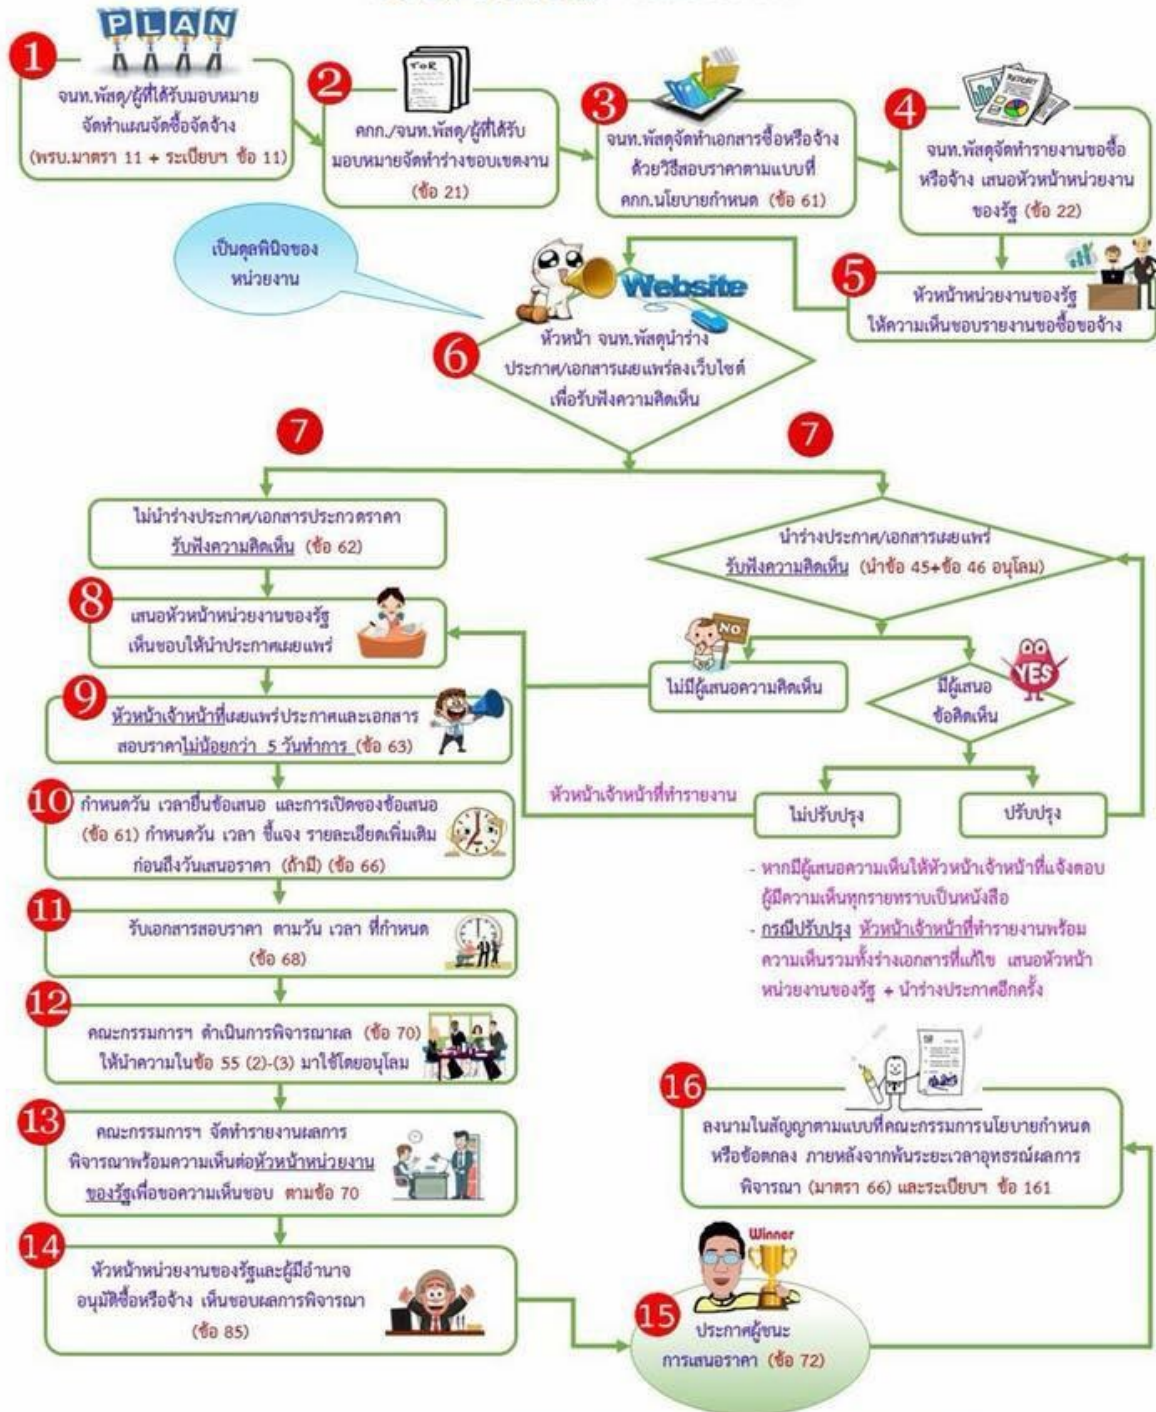 1
PLAN
จนท.พัสดุ/ผู้ที่ได้รับมอบหมาย
จัดทำแผนจัดซื้อจัดจ้าง
(พรบ.มาตรา 11 + ระเบียบฯ ข้อ 11)
2
TOR
คกก./จนท.พัสดุ/ผู้ที่ได้รับ
มอบหมายจัดทำร่างขอบเขตงาน
(ข้อ 21)
3
จนท.พัสดุจัดทำเอกสารซื้อหรือจ้าง
ด้วยวิธีสอบราคาตามแบบที่
คกก.นโยบายกำหนด (ข้อ 61)
4
REPORT
จนท.พัสดุจัดทำรายงานขอซื้อ
หรือจ้าง เสนอหัวหน้าหน่วยงาน
ของรัฐ (ข้อ 22)
5
หัวหน้าหน่วยงานของรัฐ
ให้ความเห็นชอบรายงานขอซื้อขอจ้าง
เป็นดุลพินิจของ
หน่วยงาน
Website
6
หัวหน้า จนท.พัสดุนำร่าง
ประกาศ/เอกสารเผยแพร่ลงเว็บไซต์
เพื่อรับฟังความคิดเห็น
7
7
ไม่นำร่างประกาศ/เอกสารประกวดราคา
รับฟังความคิดเห็น (ข้อ 62)
นำร่างประกาศ/เอกสารเผยแพร่
รับฟังความคิดเห็น (นำข้อ 45+ข้อ 46 อนุโลม)
8
เสนอหัวหน้าหน่วยงานของรัฐ
เห็นชอบให้นำประกาศเผยแพร่
NO
ไม่มีผู้เสนอความคิดเห็น
YES
มีผู้เสนอ
ข้อคิดเห็น
9
หัวหน้าเจ้าหน้าที่เผยแพร่ประกาศและเอกสาร
สอบราคาไม่น้อยกว่า 5 วันทำการ (ข้อ 63)
หัวหน้าเจ้าหน้าที่ทำรายงาน
ไม่ปรับปรุง
ปรับปรุง
10
กำหนดวัน เวลายื่นข้อเสนอ และการเปิดซองข้อเสนอ
(ข้อ 61) กำหนดวัน เวลา ชี้แจง รายละเอียดเพิ่มเติม
ก่อนถึงวันเสนอราคา (ถ้ามี) (ข้อ 66)
- หากมีผู้เสนอความเห็นให้หัวหน้าเจ้าหน้าที่แจ้งตอบ
ผู้มีความเห็นทุกรายทราบเป็นหนังสือ
- กรณีปรับปรุง หัวหน้าเจ้าหน้าที่ทำรายงานพร้อม
ความเห็นรวมทั้งร่างเอกสารที่แก้ไข เสนอหัวหน้า
หน่วยงานของรัฐ + นำร่างประกาศอีกครั้ง
11
รับเอกสารสอบราคา ตามวัน เวลา ที่กำหนด
(ข้อ 68)
12
คณะกรรมการฯ ดำเนินการพิจารณาผล (ข้อ 70)
ให้นำความในข้อ 55 (2)-(3) มาใช้โดยอนุโลม
13
คณะกรรมการฯ จัดทำรายงานผลการ
พิจารณาพร้อมความเห็นต่อหัวหน้าหน่วยงาน
ของรัฐเพื่อขอความเห็นชอบ ตามข้อ 70
14
หัวหน้าหน่วยงานของรัฐและผู้มีอำนาจ
อนุมัติซื้อหรือจ้าง เห็นชอบผลการพิจารณา
(ข้อ 85)
Winner
15
ประกาศผู้ชนะ
การเสนอราคา (ข้อ 72)
16
ลงนามในสัญญาตามแบบที่คณะกรรมการนโยบายกำหนด
หรือข้อตกลง ภายหลังจากพ้นระยะเวลาอุทธรณ์ผลการ
พิจารณา (มาตรา 66) และระเบียบฯ ข้อ 161